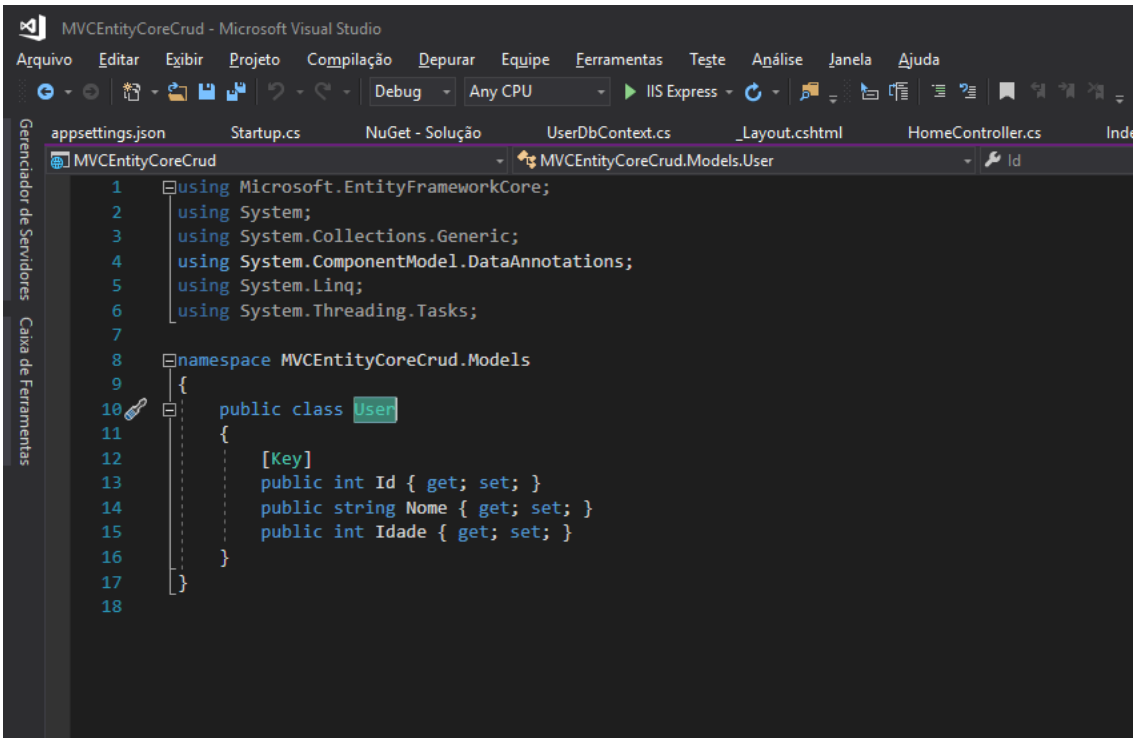 MVCEntityCoreCrud - Microsoft Visual Studio
Arquivo Editar Exibir Projeto Compilação Depurar Equipe Ferramentas Teste Análise Janela Ajuda
Debug Any CPU IIS Express
Gerenciador de Servidores
Caixa de Ferramentas
appsettings.json Startup.cs NuGet - Solução UserDbContext.cs _Layout.cshtml HomeController.cs Inde
MVCEntityCoreCrud MVCEntityCoreCrud.Models.User Id
1 using Microsoft.EntityFrameworkCore;
2 using System;
3 using System.Collections.Generic;
4 using System.ComponentModel.DataAnnotations;
5 using System.Linq;
6 using System.Threading.Tasks;
7
8 namespace MVCEntityCoreCrud.Models
9 {
10 public class User
11 {
12 [Key]
13 public int Id { get; set; }
14 public string Nome { get; set; }
15 public int Idade { get; set; }
16 }
17 }
18